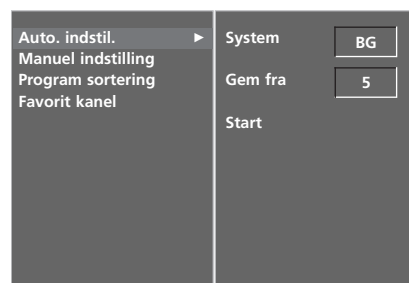 Auto. indstil. ►
Manuel indstilling
Program sortering
Favorit kanel
System BG
Gem fra 5
Start